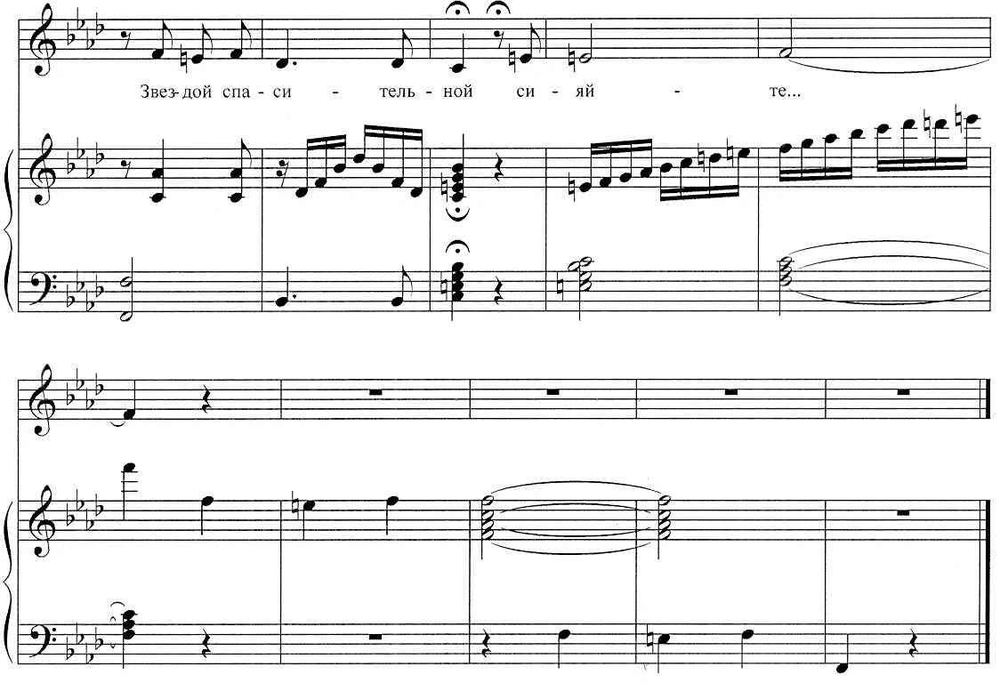 Звез-дой спа - си - тель - ной си - яй - те...